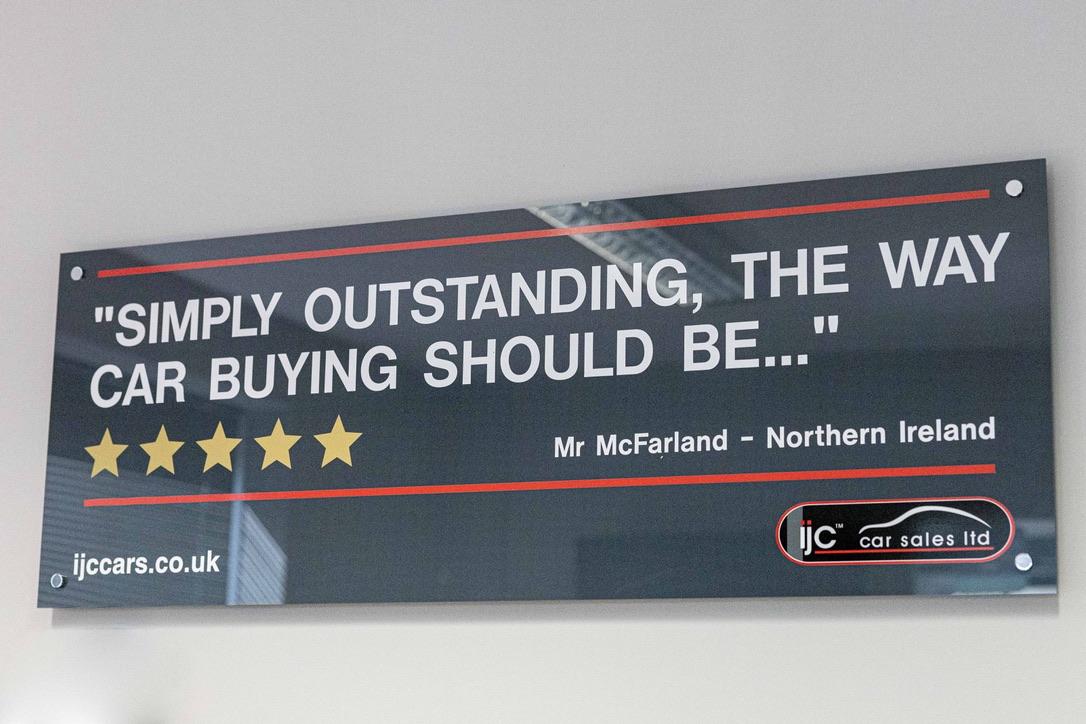 "SIMPLY OUTSTANDING, THE WAY
CAR BUYING SHOULD BE..."
Mr McFarland - Northern Ireland
ijccars.co.uk
ijc™ car sales ltd